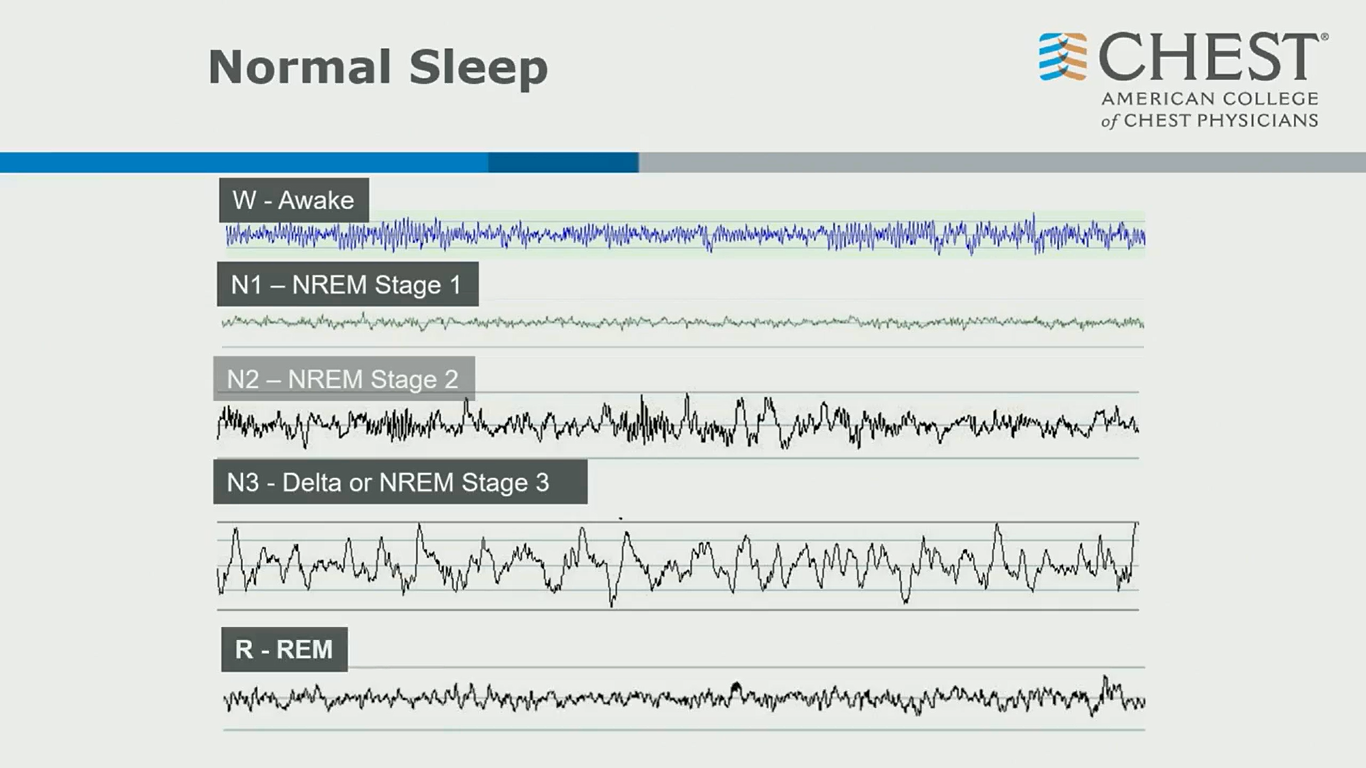 Normal Sleep
CHEST®
AMERICAN COLLEGE
of CHEST PHYSICIANS
W - Awake
N1 – NREM Stage 1
N2 – NREM Stage 2
N3 - Delta or NREM Stage 3
R - REM